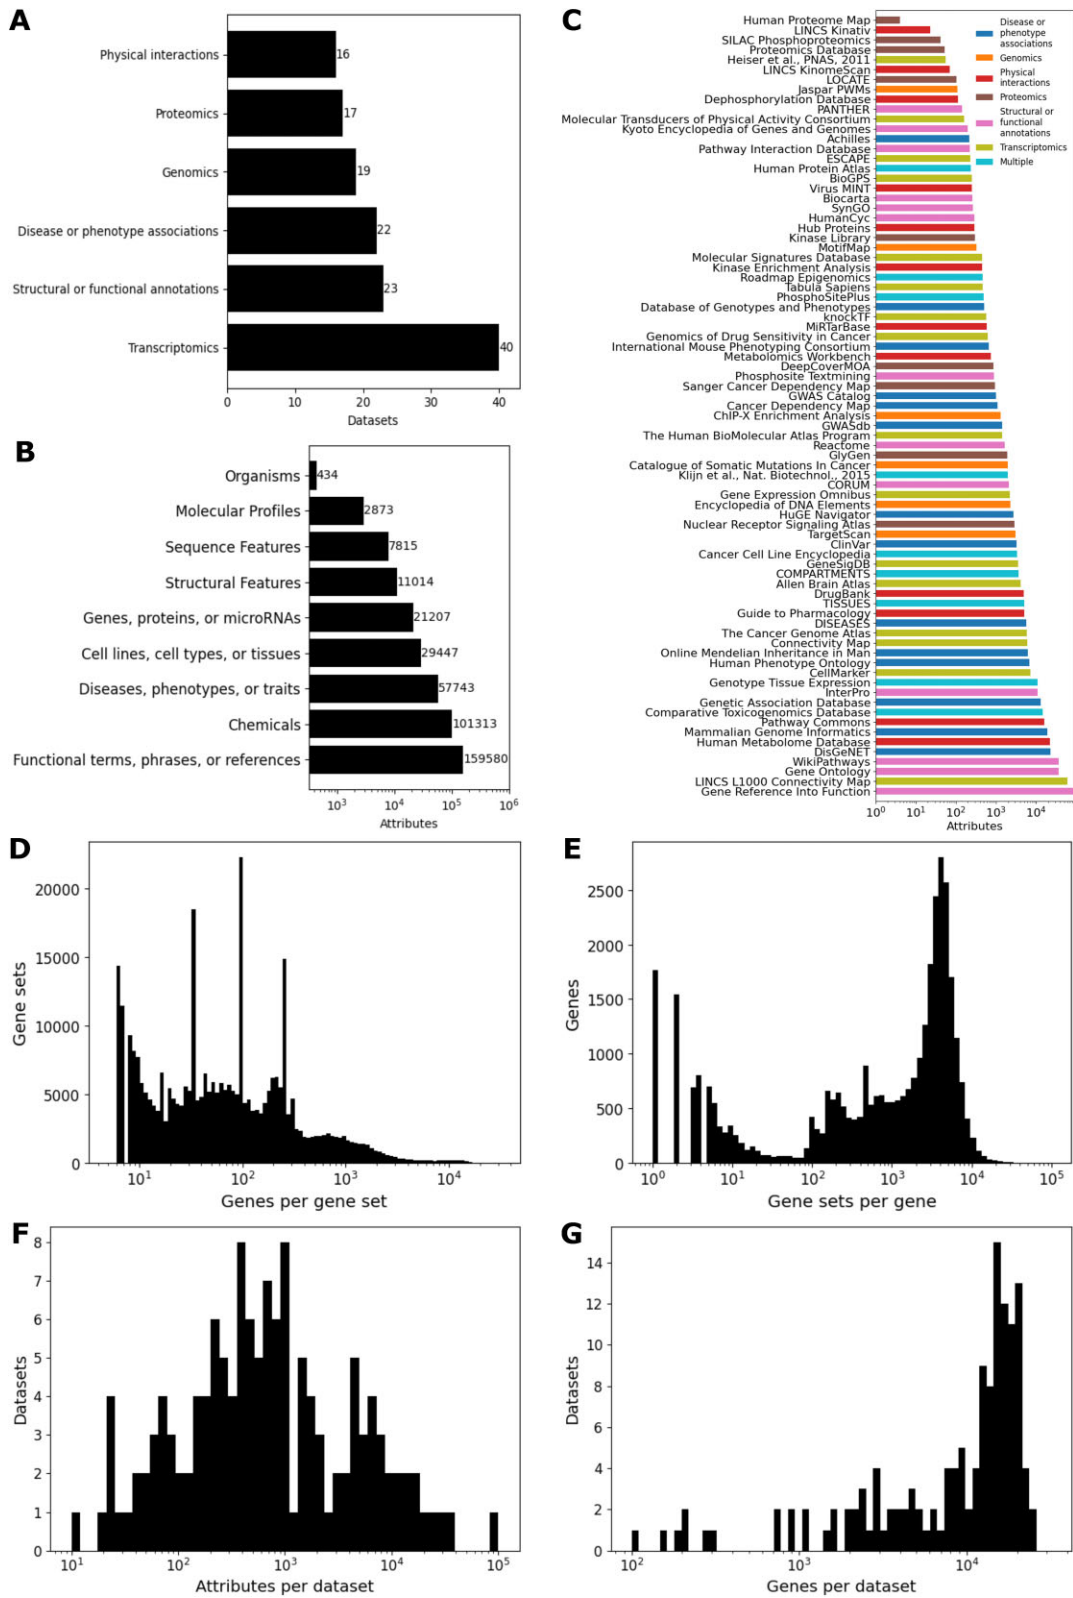 A
Physical interactions
16
Proteomics
17
Genomics
19
Disease or phenotype associations
22
Structural or functional annotations
23
Transcriptomics
40
0 10 20 30 40
Datasets
B
Organisms
434
Molecular Profiles
2873
Sequence Features
7815
Structural Features
11014
Genes, proteins, or microRNAs
21207
Cell lines, cell types, or tissues
29447
Diseases, phenotypes, or traits
57743
Chemicals
101313
Functional terms, phrases, or references
159580
10³ 10⁴ 10⁵ 10⁶
Attributes
C
Human Proteome Map
LINCS Kinativ
SILAC Phosphoproteomics
Proteomics Database
Heiser et al., PNAS, 2011
LINCS KinomeScan
LOCATE
Jaspar PWMs
Dephosphorylation Database
PANTHER
Molecular Transducers of Physical Activity Consortium
Kyoto Encyclopedia of Genes and Genomes
Achilles
Pathway Interaction Database
ESCAPE
Human Protein Atlas
BioGPS
Virus MINT
Biocarta
SynGO
HumanCyc
Hub Proteins
Kinase Library
MotifMap
Molecular Signatures Database
Kinase Enrichment Analysis
Roadmap Epigenomics
Tabula Sapiens
PhosphoSitePlus
Database of Genotypes and Phenotypes
knockTF
MiRTarBase
Genomics of Drug Sensitivity in Cancer
International Mouse Phenotyping Consortium
Metabolomics Workbench
DeepCoverMOA
Phosphosite Textmining
Sanger Cancer Dependency Map
GWAS Catalog
Cancer Dependency Map
ChIP-X Enrichment Analysis
GWASdb
The Human BioMolecular Atlas Program
Reactome
GlyGen
Catalogue of Somatic Mutations In Cancer
Klijn et al., Nat. Biotechnol., 2015
CORUM
Gene Expression Omnibus
Encyclopedia of DNA Elements
HuGE Navigator
Nuclear Receptor Signaling Atlas
TargetScan
ClinVar
Cancer Cell Line Encyclopedia
GeneSigDB
COMPARTMENTS
Allen Brain Atlas
DrugBank
TISSUES
Guide to Pharmacology
DISEASES
The Cancer Genome Atlas
Connectivity Map
Online Mendelian Inheritance in Man
Human Phenotype Ontology
CellMarker
Genotype Tissue Expression
InterPro
Genetic Association Database
Comparative Toxicogenomics Database
Pathway Commons
Mammalian Genome Informatics
Human Metabolome Database
DisGeNET
WikiPathways
Gene Ontology
LINCS L1000 Connectivity Map
Gene Reference Into Function
10⁰ 10¹ 10² 10³ 10⁴
Attributes
Disease or
phenotype
associations
Genomics
Physical
interactions
Proteomics
Structural or
functional
annotations
Transcriptomics
Multiple
D
20000
15000
10000
5000
0
Gene sets
10¹ 10² 10³ 10⁴
Genes per gene set
E
2500
2000
1500
1000
500
0
Genes
10⁰ 10¹ 10² 10³ 10⁴ 10⁵
Gene sets per gene
F
8
7
6
5
4
3
2
1
0
Datasets
10¹ 10² 10³ 10⁴ 10⁵
Attributes per dataset
G
14
12
10
8
6
4
2
0
Datasets
10² 10³ 10⁴
Genes per dataset